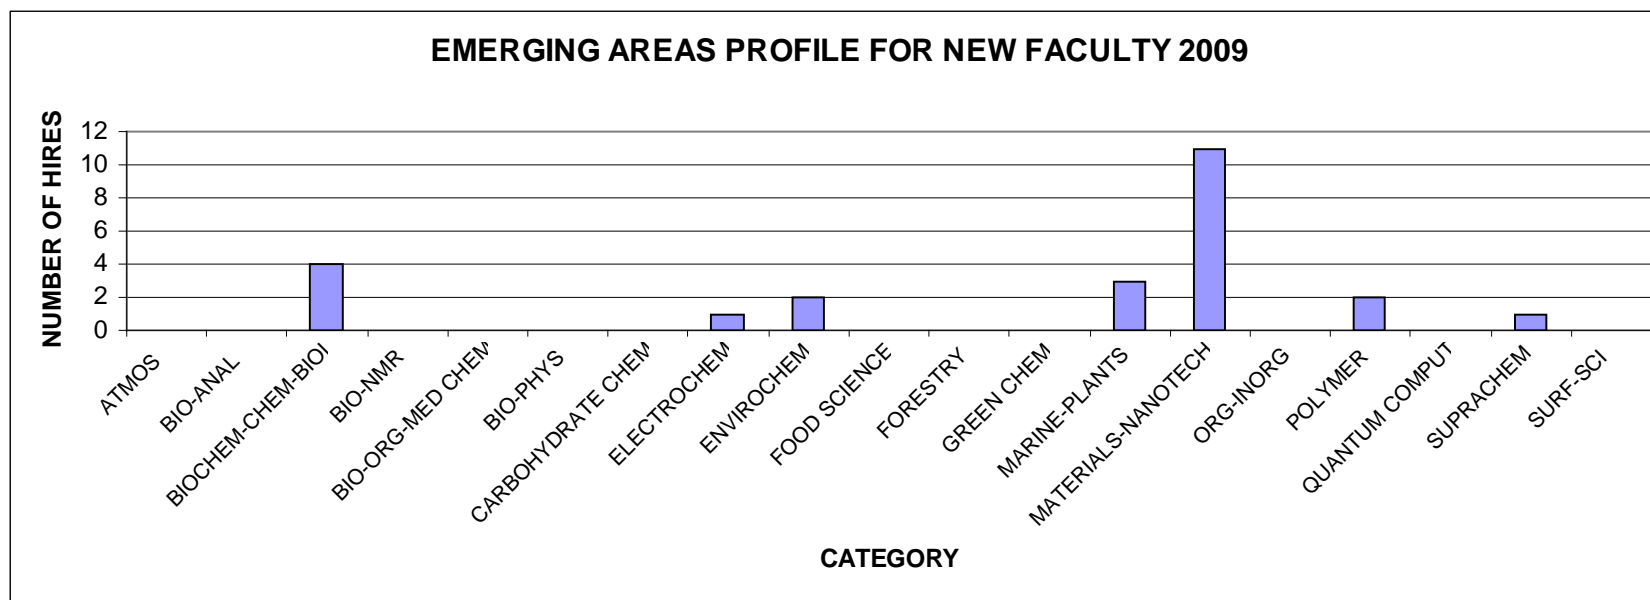 EMERGING AREAS PROFILE FOR NEW FACULTY 2009
NUMBER OF HIRES
12
10
8
6
4
2
0
ATMOS
BIO-ANAL
BIOCHEM-CHEM-BIOl
BIO-NMR
BIO-ORG-MED CHEM
BIO-PHYS
CARBOHYDRATE CHEM
ELECTROCHEM
ENVIROCHEM
FOOD SCIENCE
FORESTRY
GREEN CHEM
MARINE-PLANTS
MATERIALS-NANOTECH
ORG-INORG
POLYMER
QUANTUM COMPUT
SUPRACHEM
SURF-SCI
CATEGORY